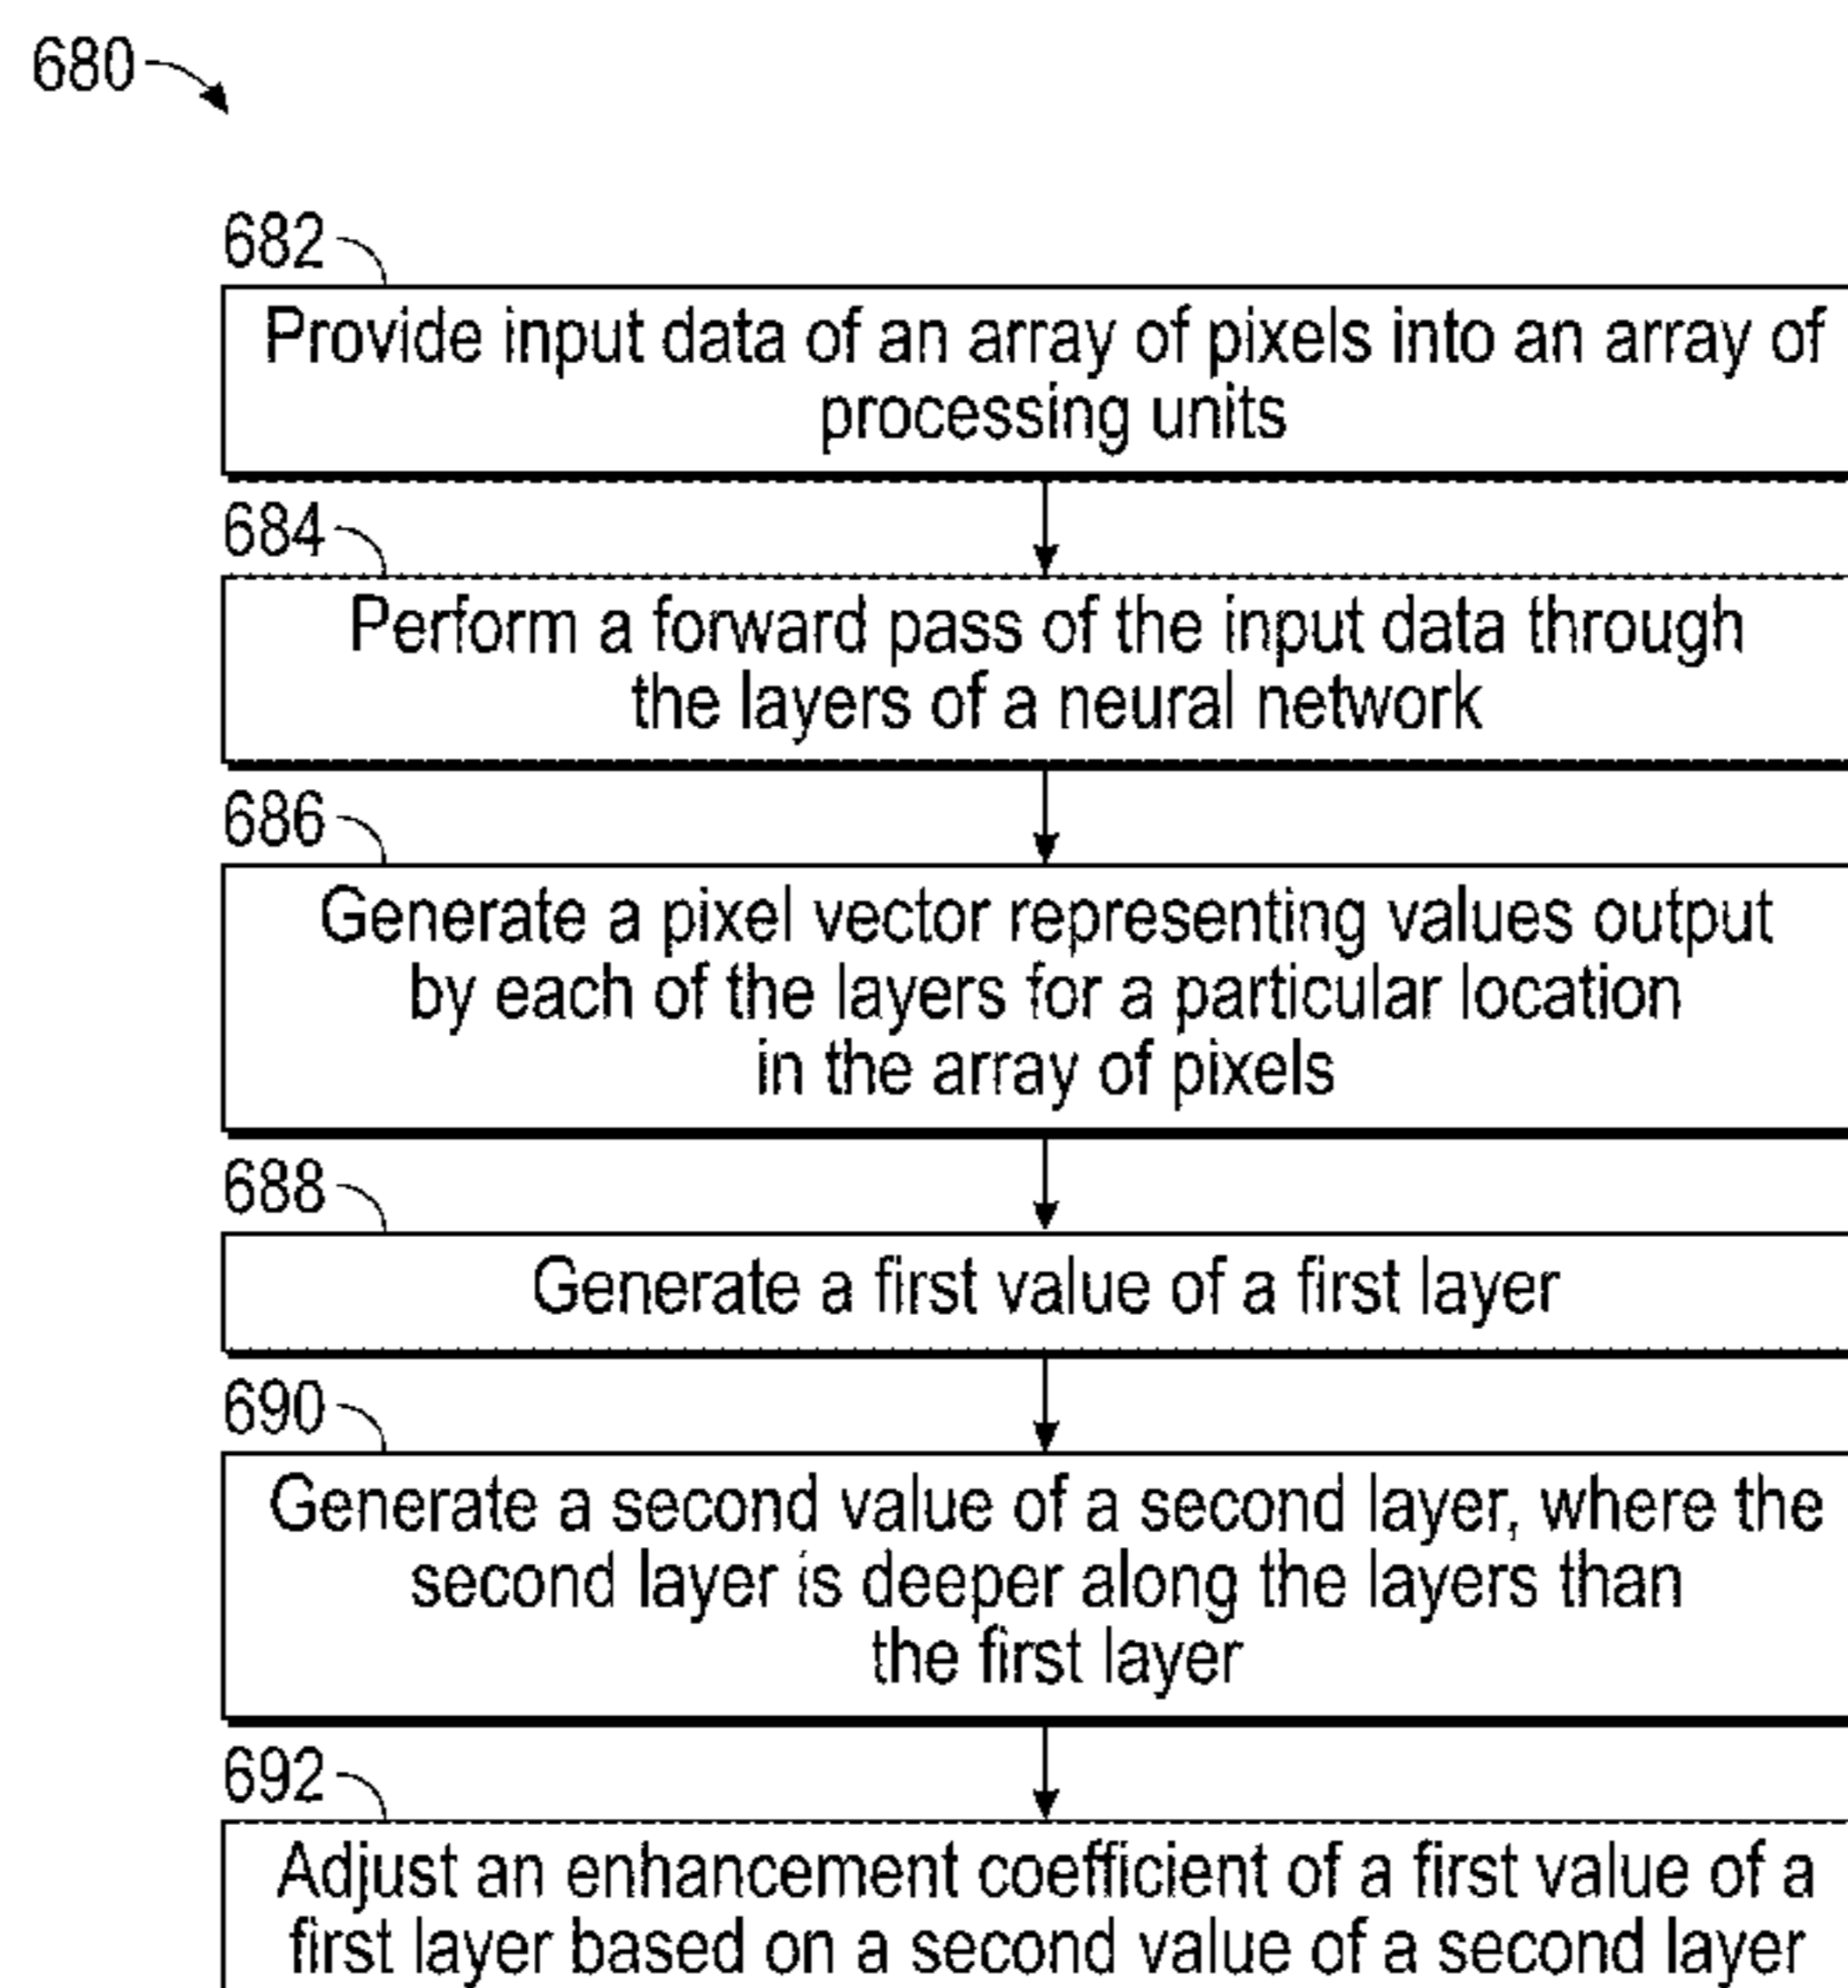 680
682
Provide input data of an array of pixels into an array of
processing units
684
Perform a forward pass of the input data through
the layers of a neural network
686
Generate a pixel vector representing values output
by each of the layers for a particular location
in the array of pixels
688
Generate a first value of a first layer
690
Generate a second value of a second layer, where the
second layer is deeper along the layers than
the first layer
692
Adjust an enhancement coefficient of a first value of a
first layer based on a second value of a second layer